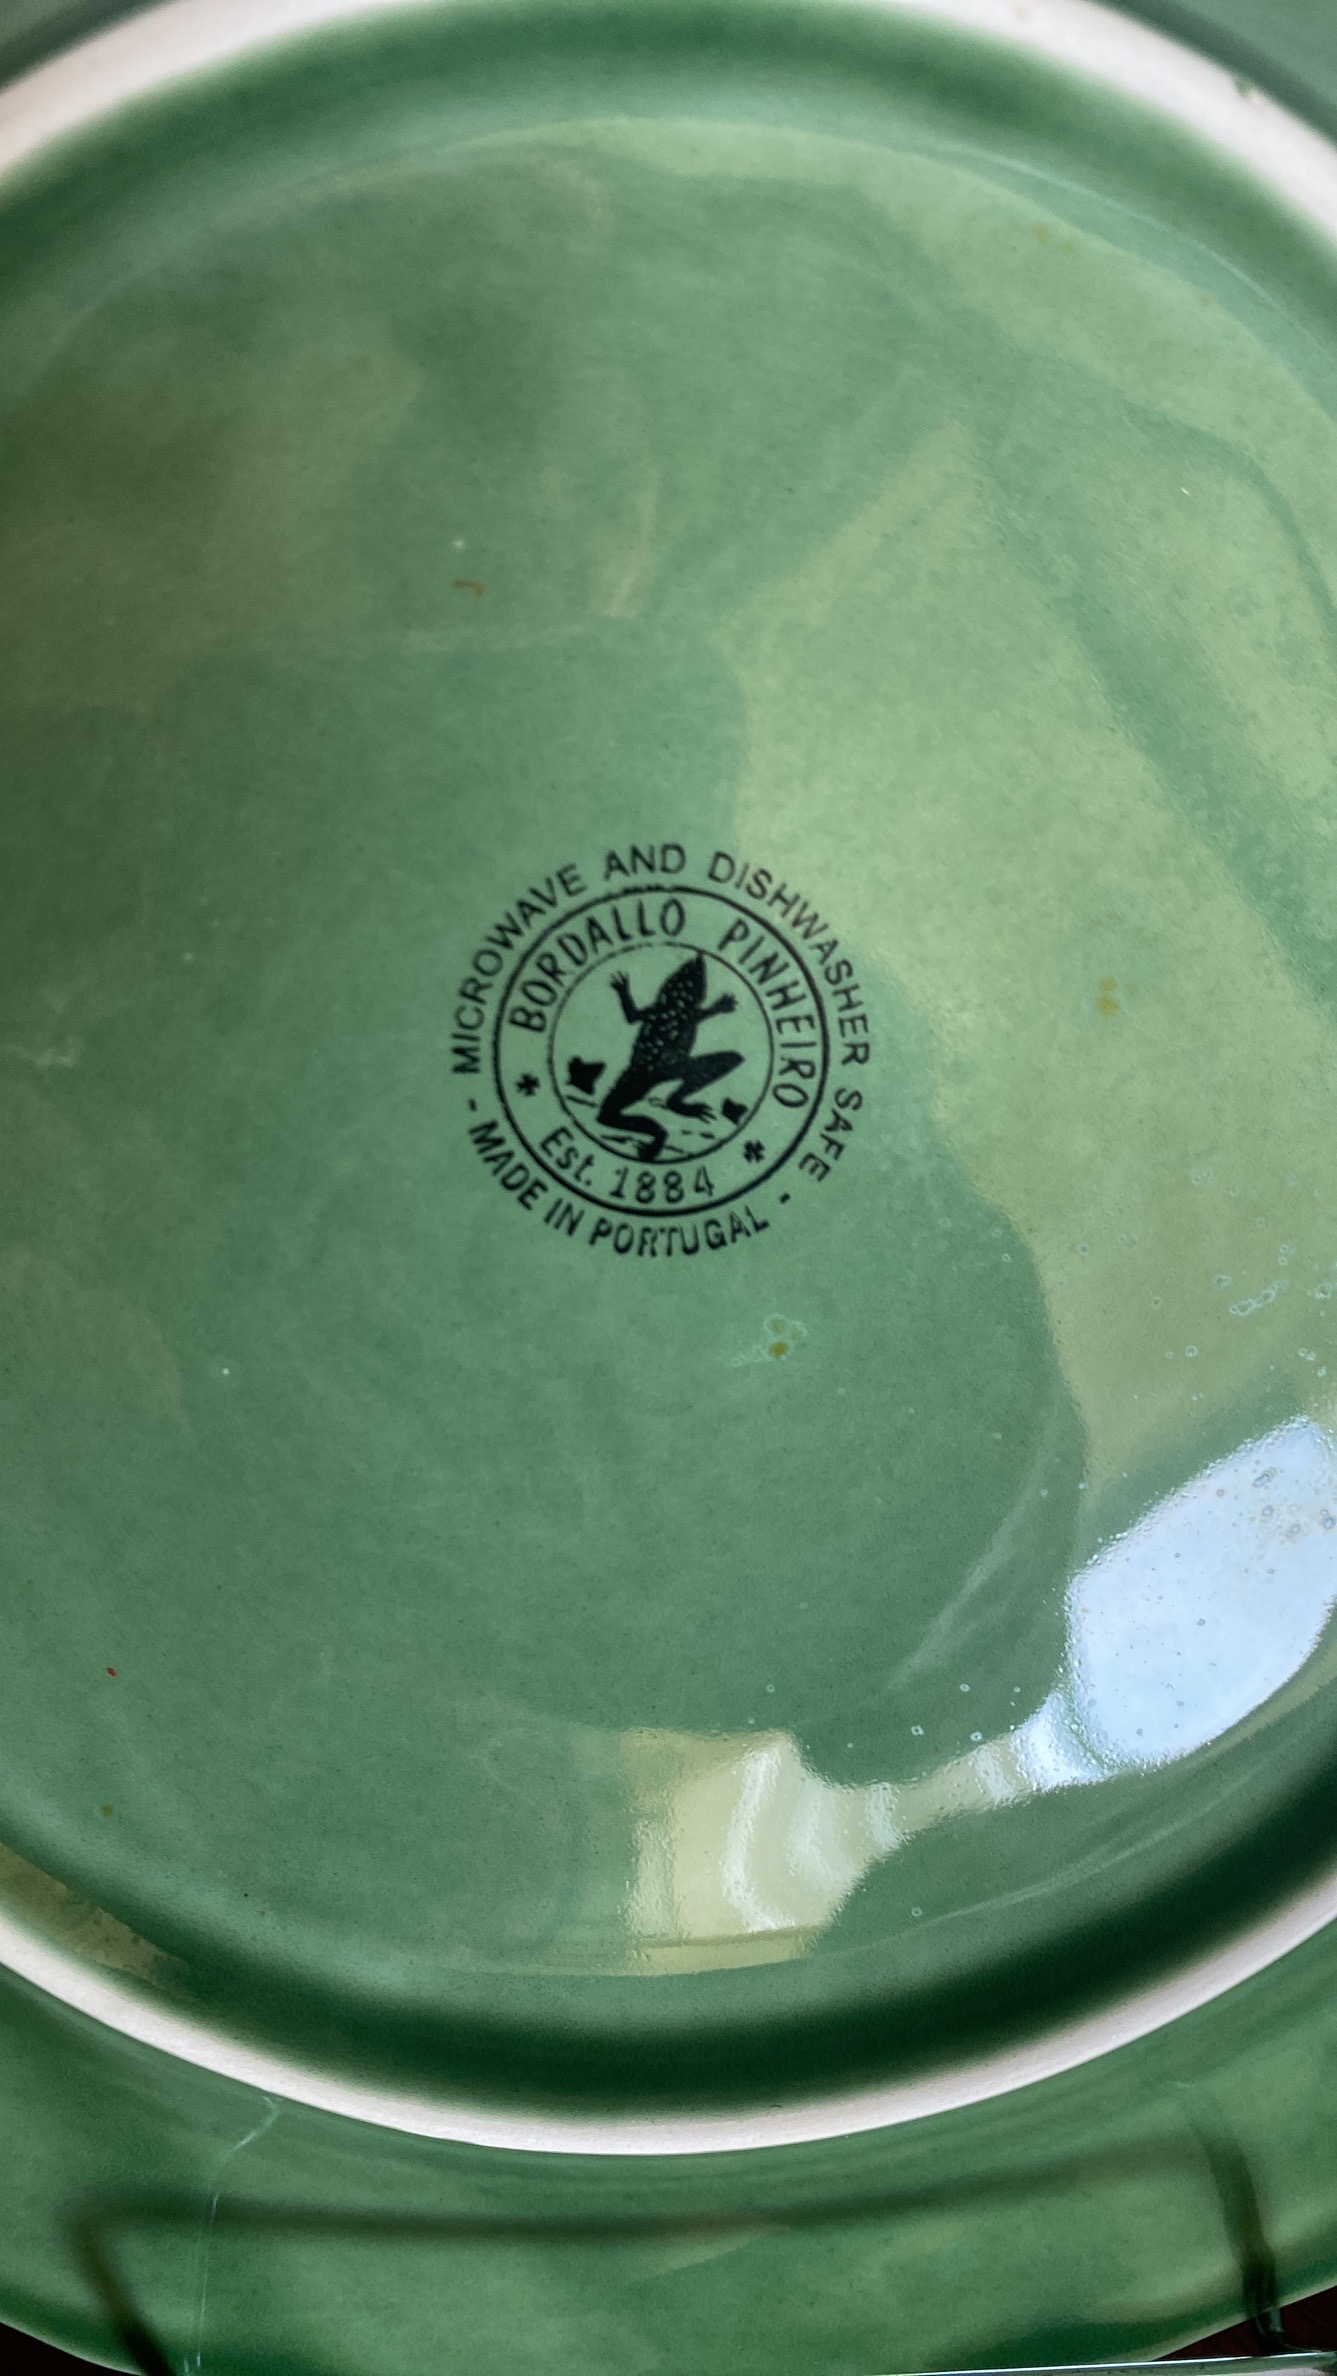 MICROWAVE AND DISHWASHER SAFE
BORDALLO PINHEIRO
Est. 1884
- MADE IN PORTUGAL -